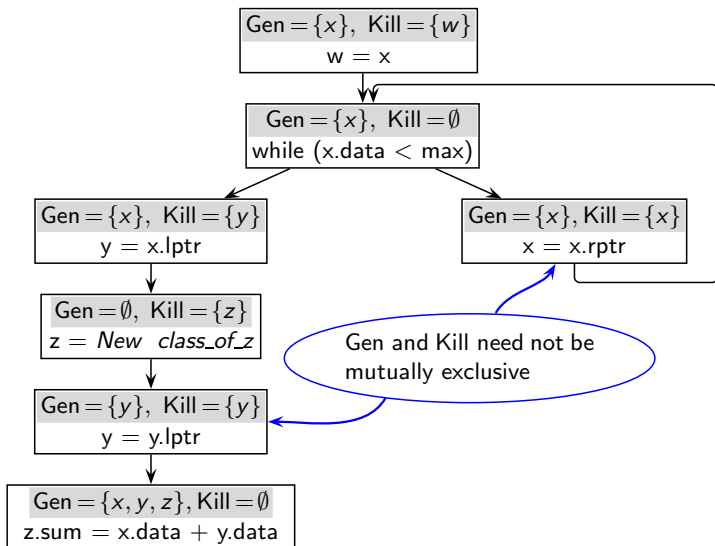 Gen = {x}, Kill = {w}
w = x
Gen = {x}, Kill = ∅
while (x.data < max)
Gen = {x}, Kill = {y}
y = x.lptr
Gen = {x}, Kill = {x}
x = x.rptr
Gen = ∅, Kill = {z}
z = New class_of_z
Gen and Kill need not be
mutually exclusive
Gen = {y}, Kill = {y}
y = y.lptr
Gen = {x, y, z}, Kill = ∅
z.sum = x.data + y.data